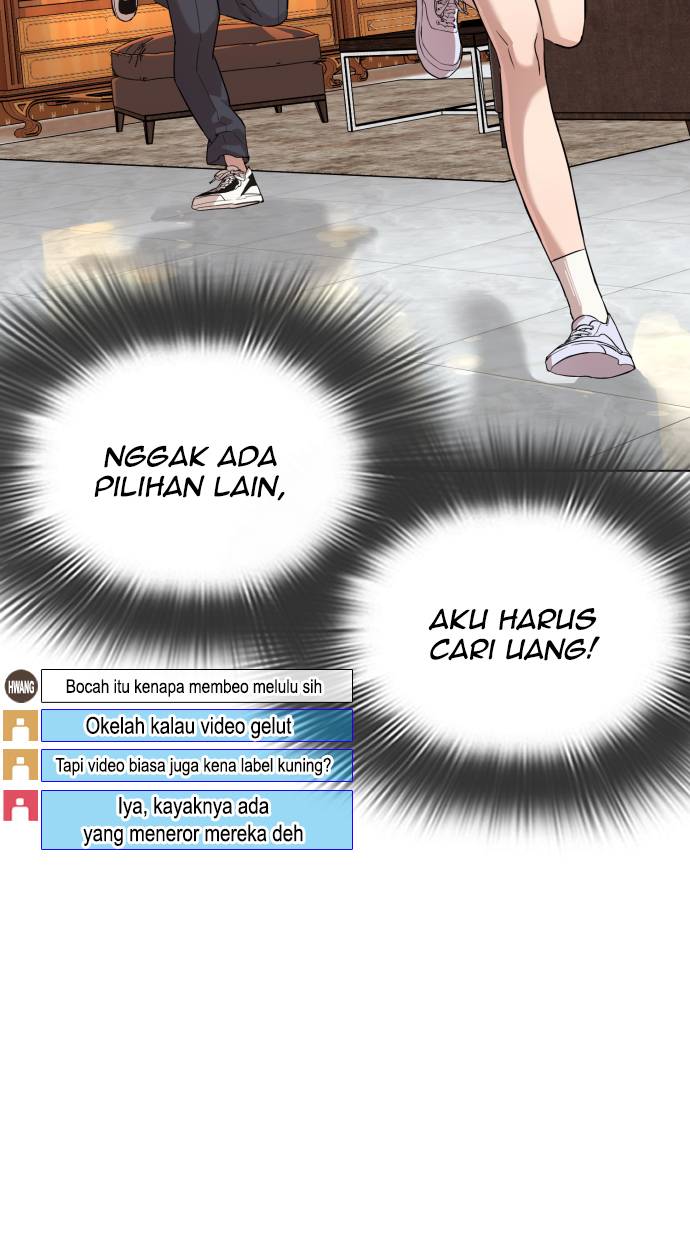 NGGAK ADA
PILIHAN LAIN,
AKU HARUS
CARI UANG!
HWANG
Bocah itu kenapa membeo melulu sih
Okelah kalau video gelut
Tapi video biasa juga kena label kuning?
Iya, kayaknya ada
yang meneror mereka deh